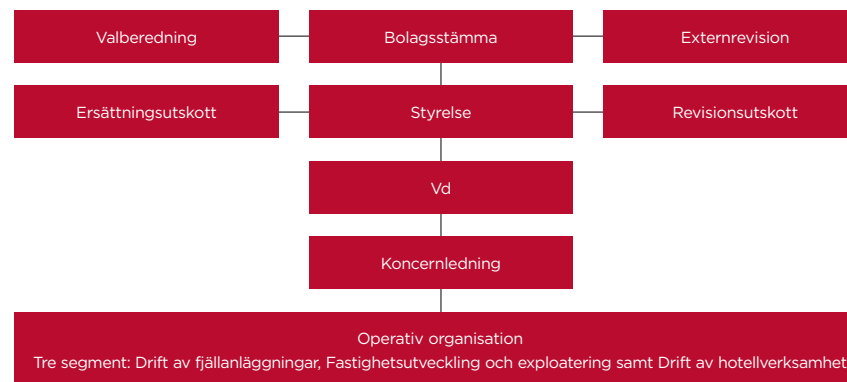 Valberedning
Bolagsstämma
Externrevision
Ersättningsutskott
Styrelse
Revisionsutskott
Vd
Koncernledning
Operativ organisation
Tre segment: Drift av fjällanläggningar, Fastighetsutveckling och exploatering samt Drift av hotellverksamhet